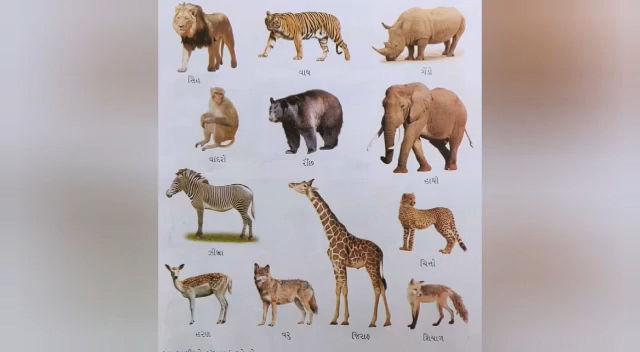 સિંહ
વાઘ
ગેંડો
વાંદરો
રીંછ
હાથી
ઝીબ્રા
ચિત્તો
હરણ
વરુ
જિરાફ
શિયાળ